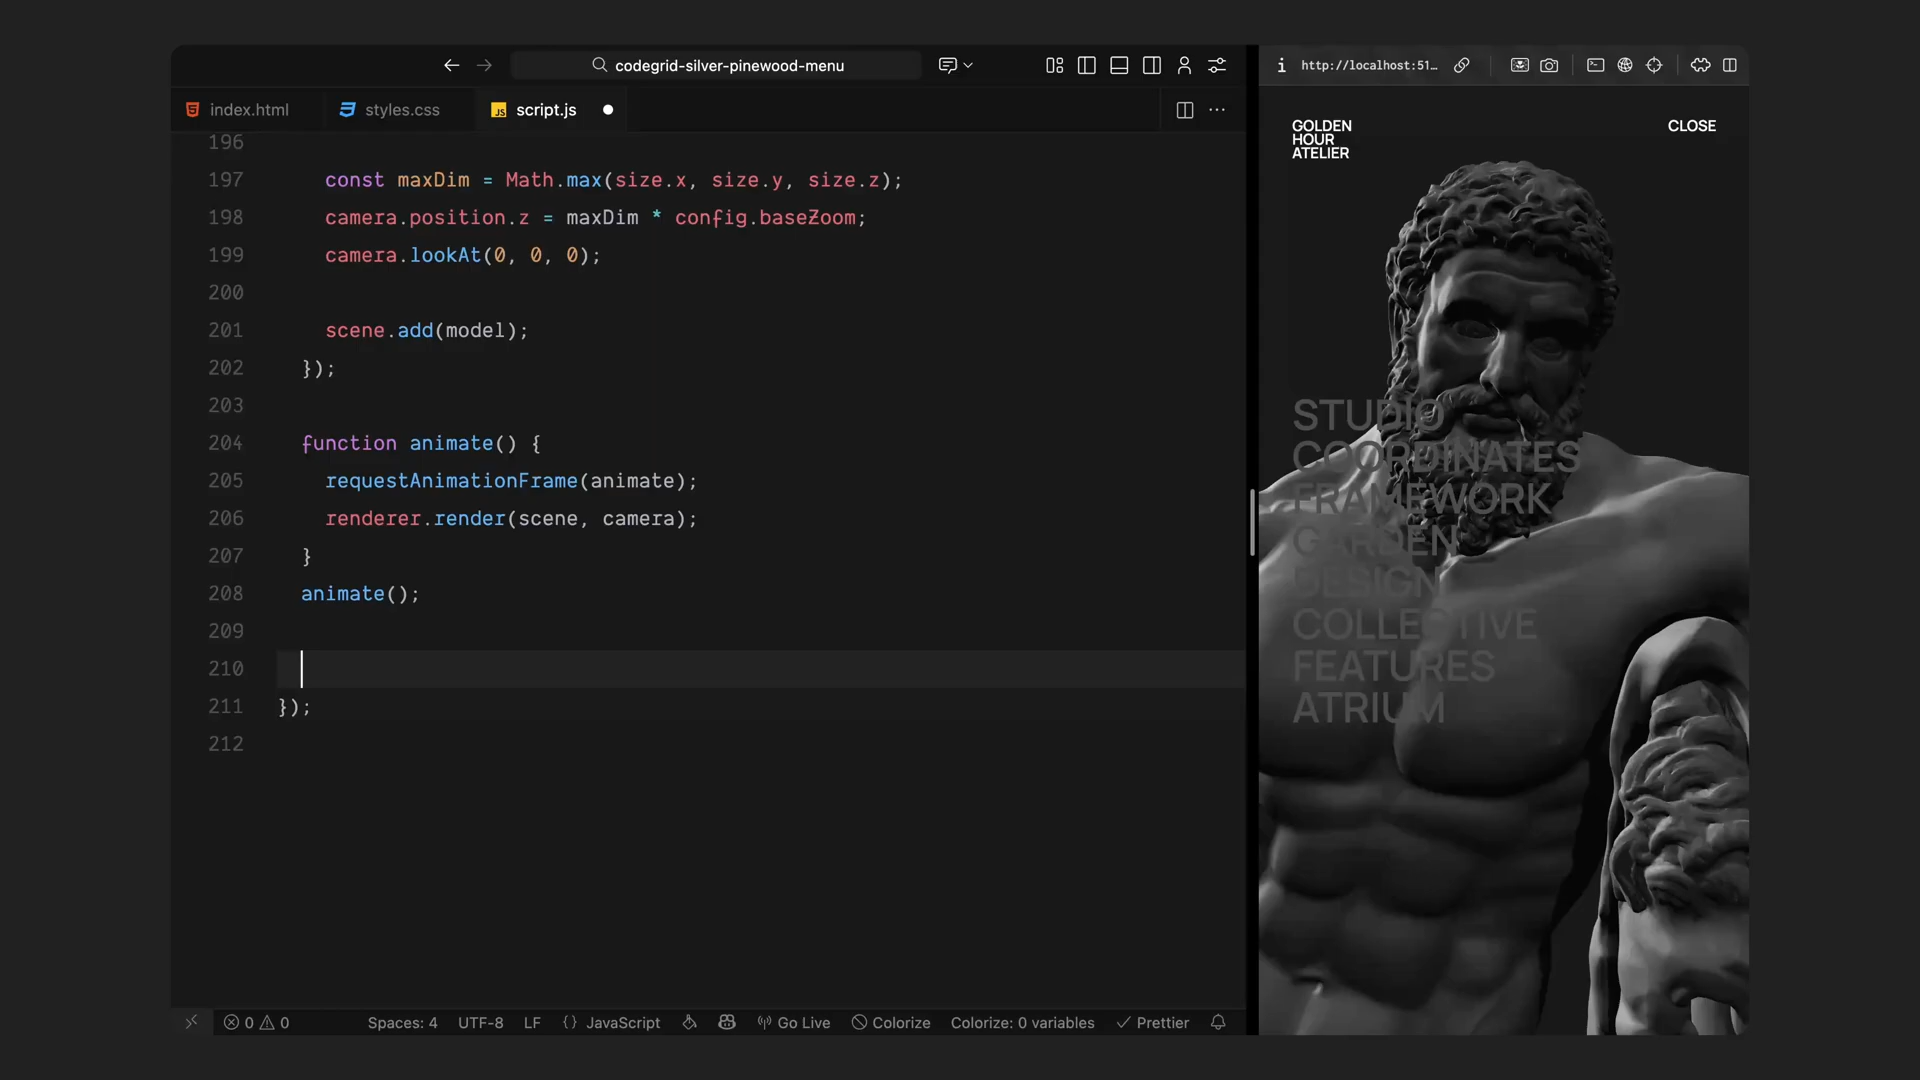 codegrid-silver-pinewood-menu
http://localhost:51…
index.html
styles.css
script.js
196
197 const maxDim = Math.max(size.x, size.y, size.z);
198 camera.position.z = maxDim * config.baseZoom;
199 camera.lookAt(0, 0, 0);
200
201 scene.add(model);
202 });
203
204 function animate() {
205 requestAnimationFrame(animate);
206 renderer.render(scene, camera);
207 }
208 animate();
209
210
211 });
212
0 0 Spaces: 4 UTF-8 LF {} JavaScript Go Live Colorize Colorize: 0 variables Prettier
GOLDEN
HOUR
ATELIER
CLOSE
STUDIO
COORDINATES
FRAMEWORK
GARDEN
DESIGN
COLLECTIVE
FEATURES
ATRIUM